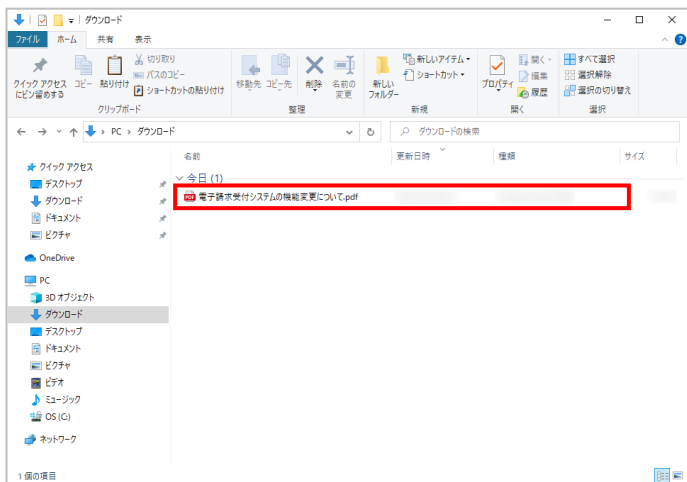 ダウンロード
ファイル ホーム 共有 表示
クイック アクセスにピン留めする
コピー
貼り付け
切り取り
パスのコピー
ショートカットの貼り付け
クリップボード
移動先
コピー先
削除
名前の変更
整理
新しいフォルダー
新しいアイテム
ショートカット
新規
プロパティ
開く
編集
履歴
開く
すべて選択
選択解除
選択の切り替え
選択
PC › ダウンロード
ダウンロードの検索
名前 更新日時 種類 サイズ
クイック アクセス
デスクトップ
ダウンロード
ドキュメント
ピクチャ
OneDrive
PC
3D オブジェクト
ダウンロード
デスクトップ
ドキュメント
ピクチャ
ビデオ
ミュージック
OS (C:)
ネットワーク
今日 (1)
PDF 電子請求受付システムの機能変更について.pdf
1 個の項目